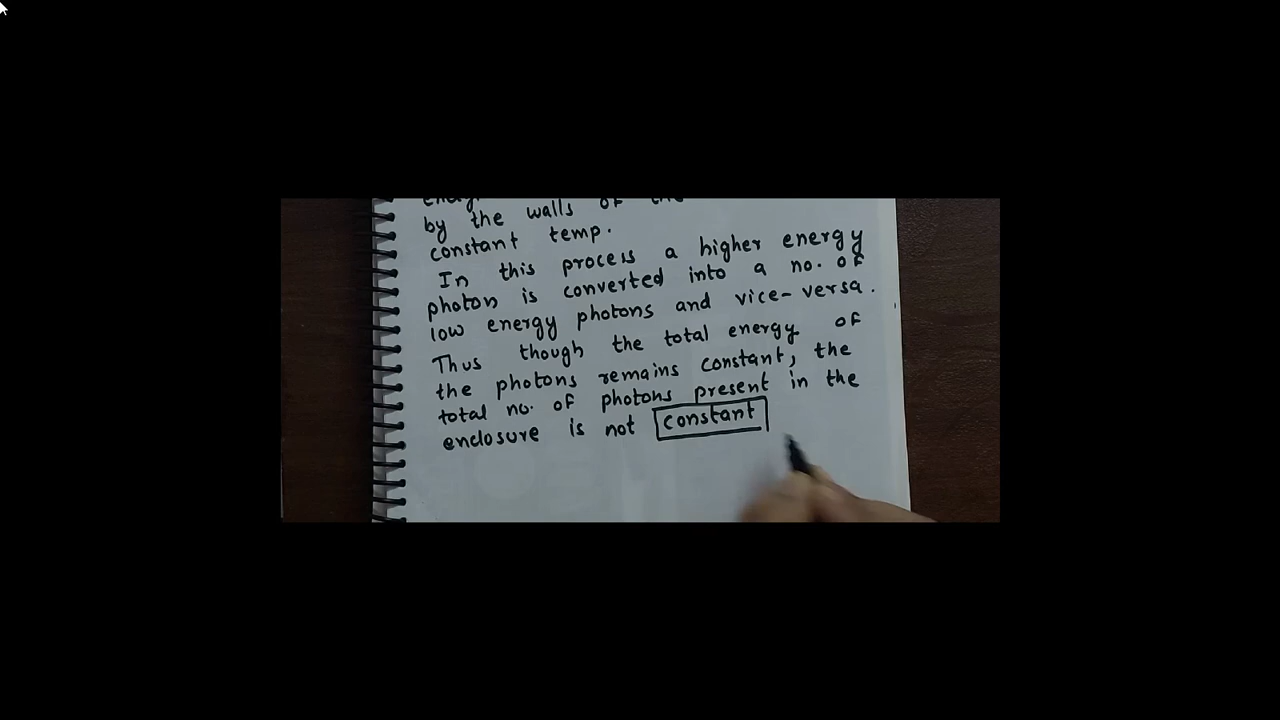 by the walls of the
constant temp.
In this process a higher energy
photon is converted into a no. of
low energy photons and vice-versa.
Thus though the total energy of
the photons remains constant, the
total no. of photons present in the
enclosure is not constant